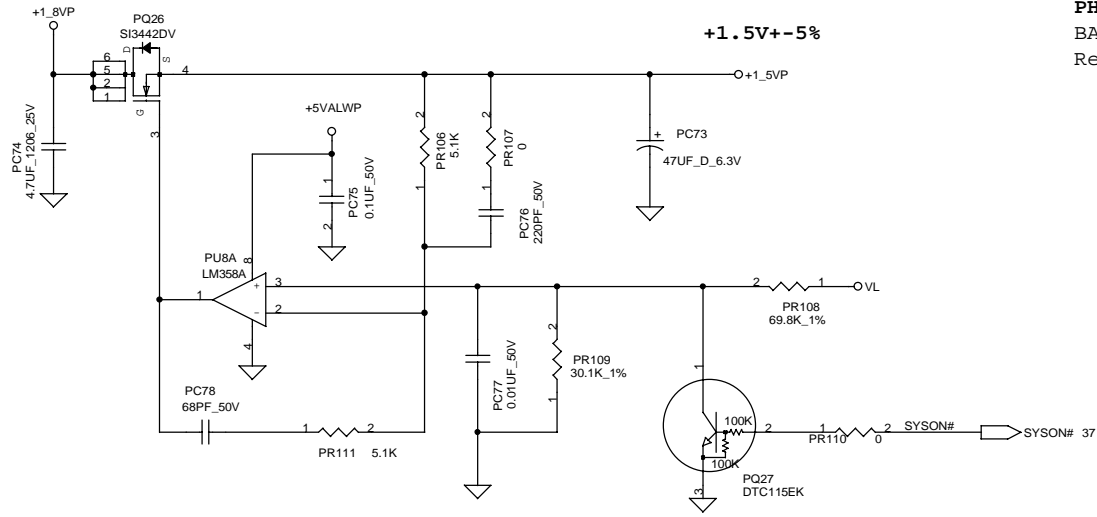 +1_8VP
PQ26
SI3442DV
D
S
G
6
5
2
1
4
3
+1.5V+-5%
PH
BA
Re
+1_5VP
PC74
4.7UF_1206_25V
+5VALWP
1
2
PC75
0.1UF_50V
2
1
PR106
5.1K
2
1
PR107
0
PC76
220PF_50V
+
PC73
47UF_D_6.3V
PU8A
LM358A
8
1
+
3
-
2
4
2
1
PR108
69.8K_1%
VL
PC77
0.01UF_50V
2
1
PR109
30.1K_1%
PC78
68PF_50V
1
2
PR111
5.1K
1
100K
100K
2
3
PQ27
DTC115EK
1
2
PR110
0
SYSON#
SYSON# 37